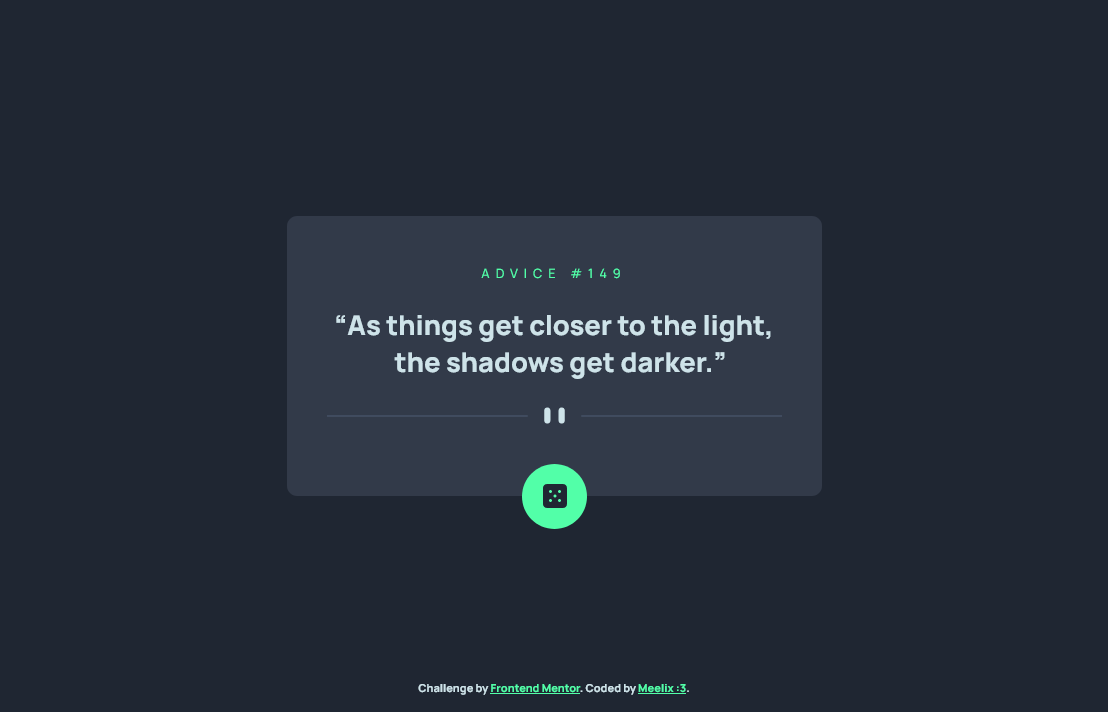 ADVICE #149
“As things get closer to the light,
the shadows get darker.”
Challenge by Frontend Mentor. Coded by Meelix :3.